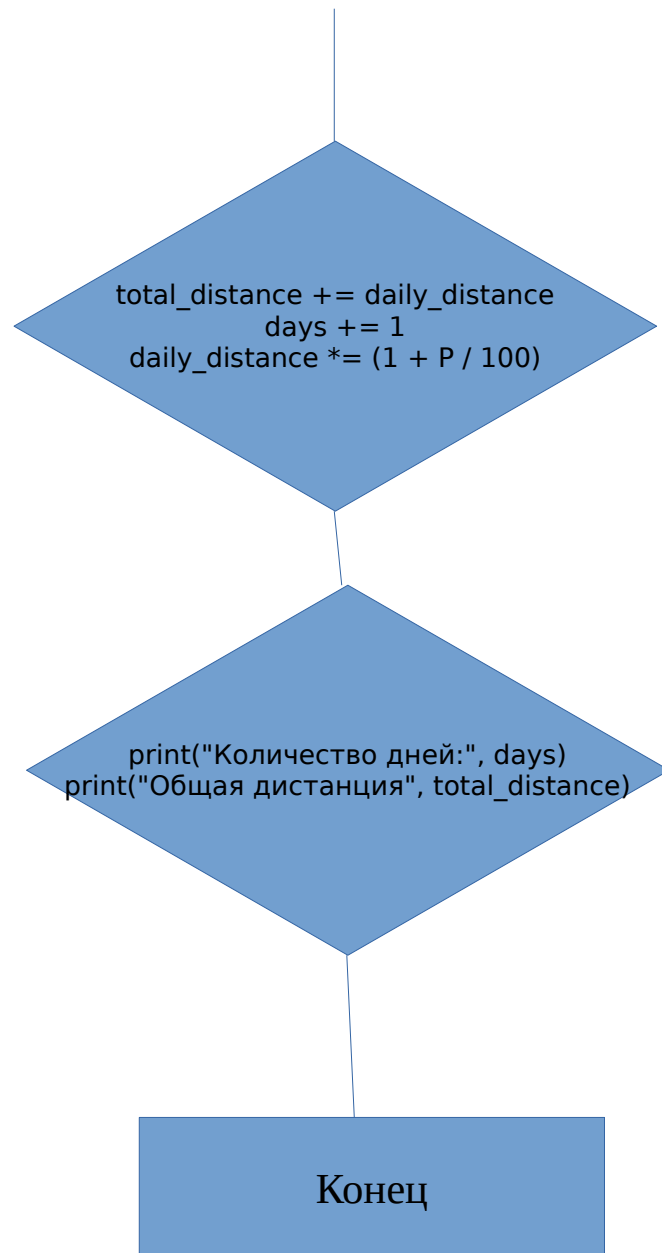 total_distance += daily_distance
days += 1
daily_distance *= (1 + P / 100)
print("Количество дней:", days)
print("Общая дистанция", total_distance)
Конец